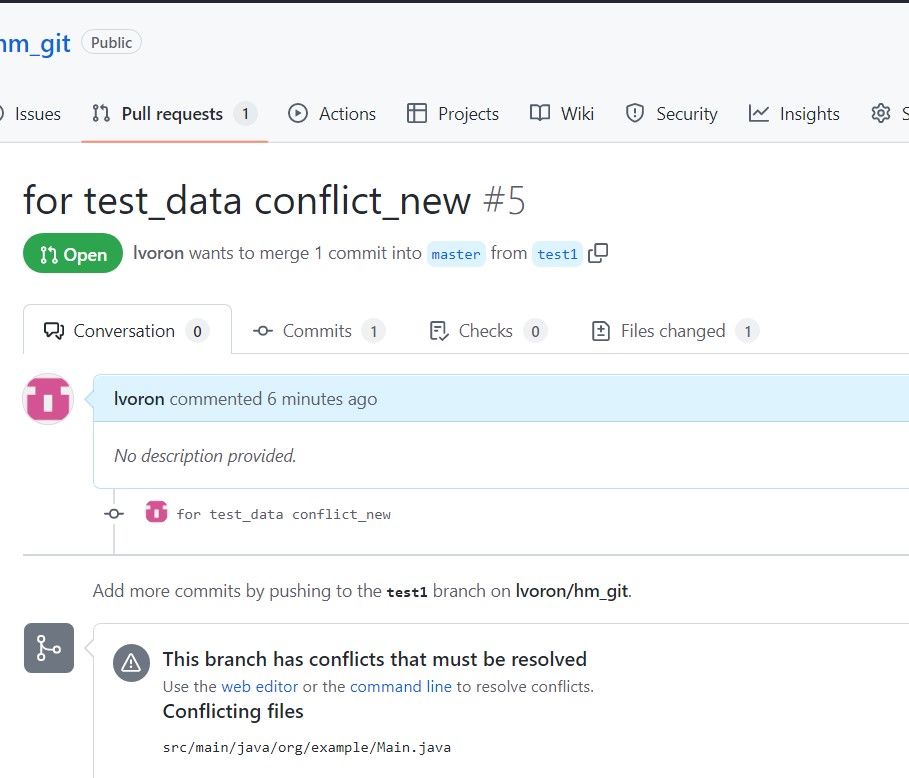 hm_git Public
Issues Pull requests 1 Actions Projects Wiki Security Insights
for test_data conflict_new #5
Open lvoron wants to merge 1 commit into master from test1
Conversation 0 Commits 1 Checks 0 Files changed 1
lvoron commented 6 minutes ago
No description provided.
for test_data conflict_new
Add more commits by pushing to the test1 branch on lvoron/hm_git.
This branch has conflicts that must be resolved
Use the web editor or the command line to resolve conflicts.
Conflicting files
src/main/java/org/example/Main.java